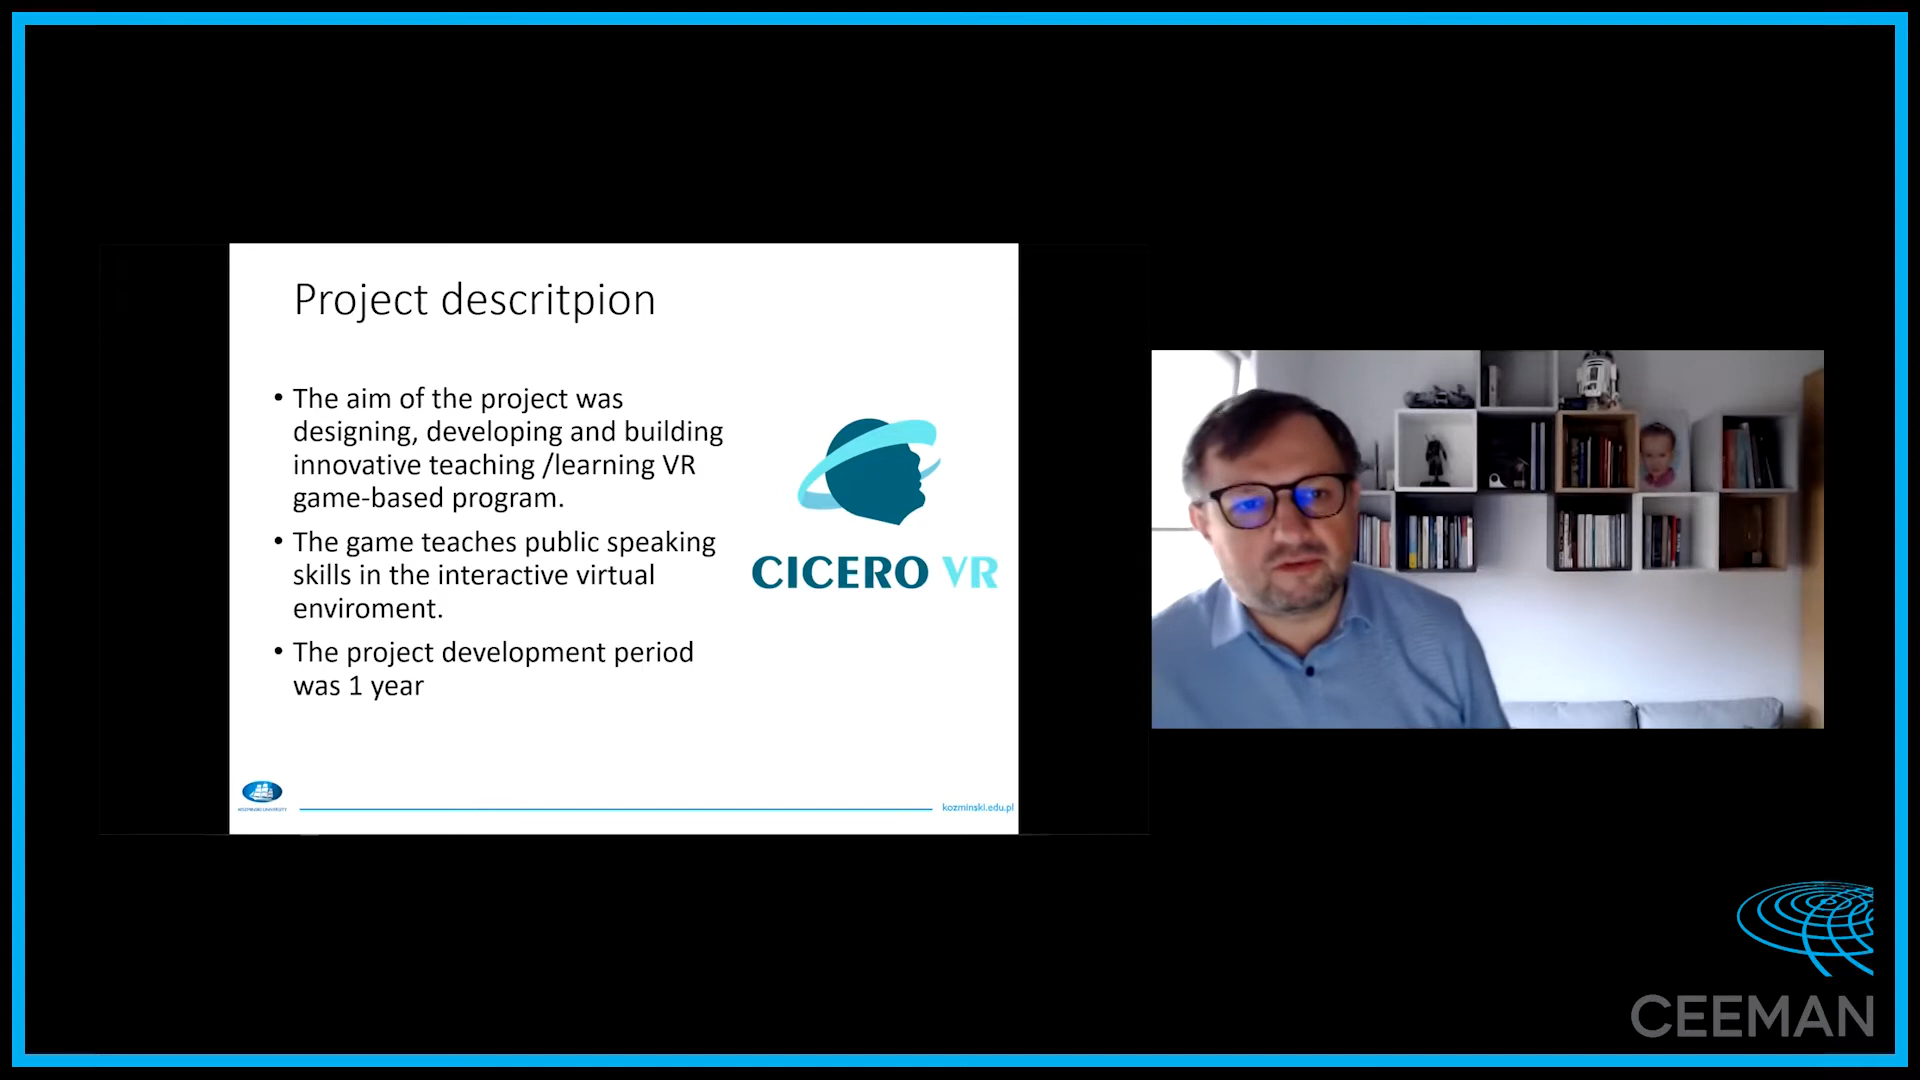 Project descritpion
• The aim of the project was
designing, developing and building
innovative teaching /learning VR
game-based program.
• The game teaches public speaking
skills in the interactive virtual
enviroment.
• The project development period
was 1 year
CICERO VR
KOZMINSKI UNIVERSITY
kozminski.edu.pl
CEEMAN